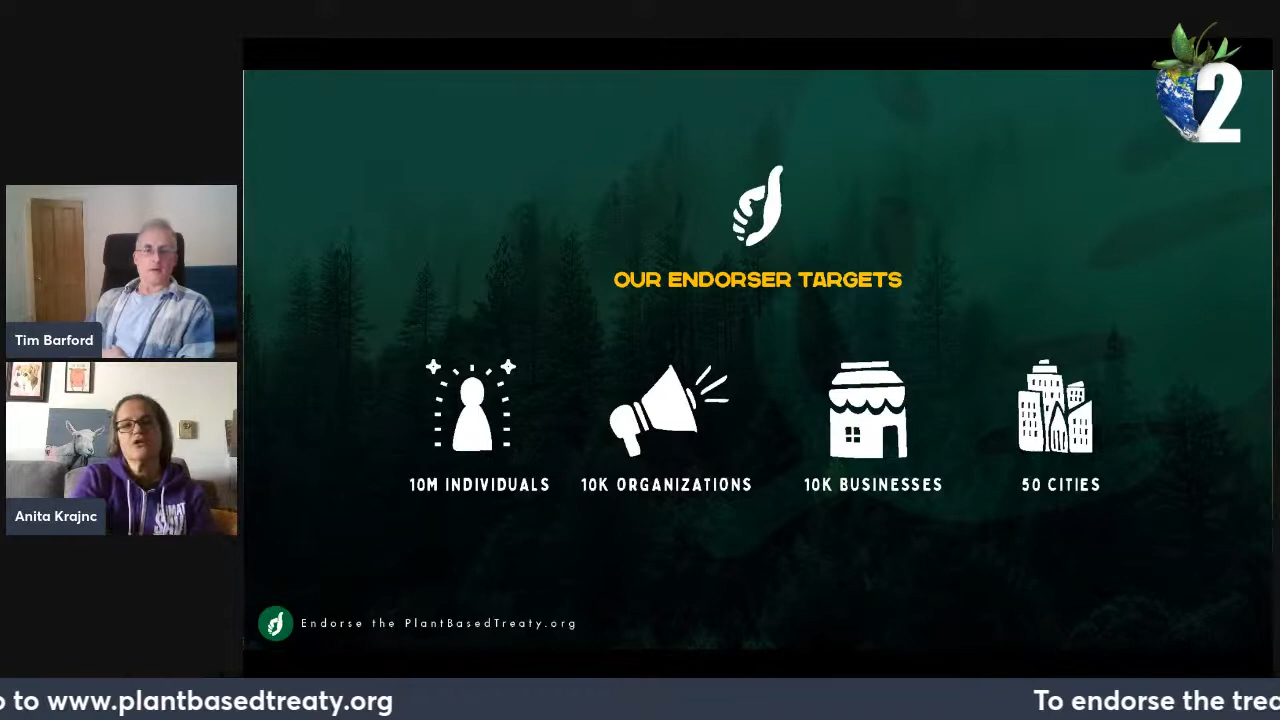 2
OUR ENDORSER TARGETS
10M INDIVIDUALS
10K ORGANIZATIONS
10K BUSINESSES
50 CITIES
Tim Barford
Anita Krajnc
Endorse the PlantBasedTreaty.org
to www.plantbasedtreaty.org
To endorse the